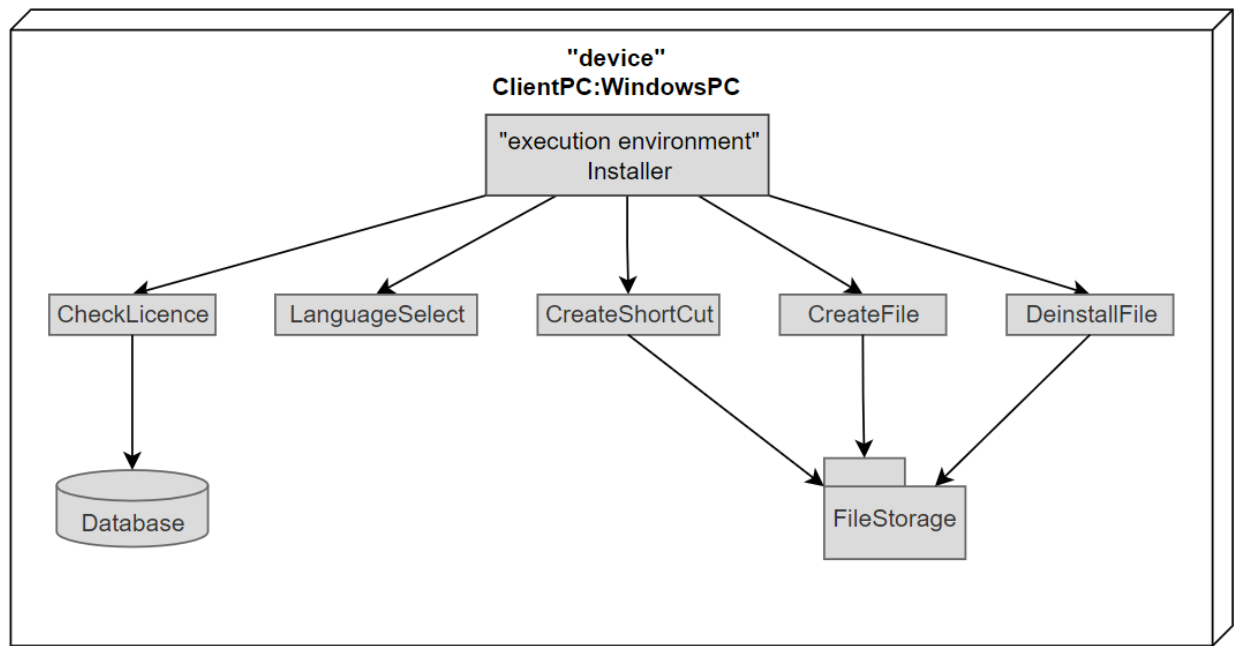 "device"
ClientPC:WindowsPC
"execution environment"
Installer
CheckLicence
LanguageSelect
CreateShortCut
CreateFile
DeinstallFile
Database
FileStorage